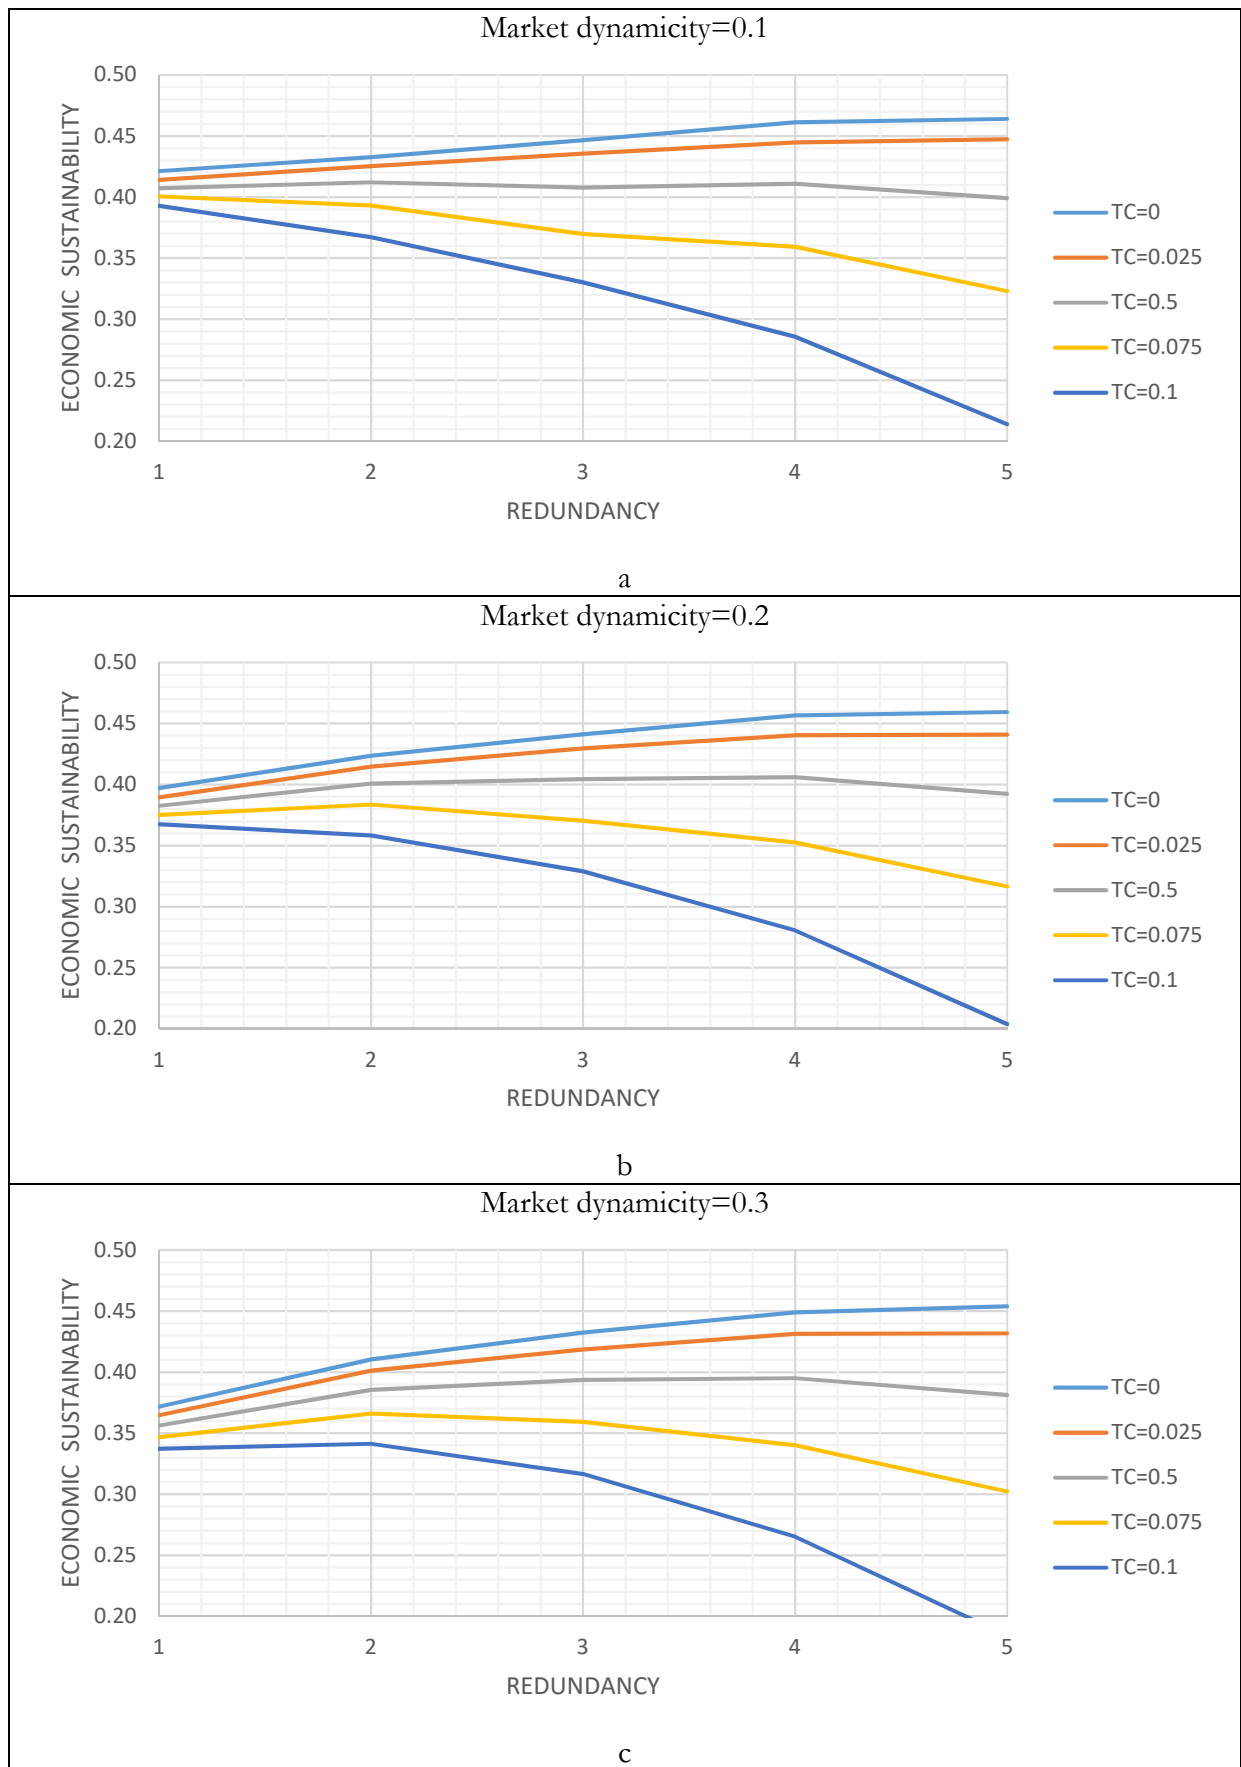 Market dynamicity=0.1
ECONOMIC SUSTAINABILITY
0.50
0.45
0.40
0.35
0.30
0.25
0.20
1 2 3 4 5
REDUNDANCY
TC=0
TC=0.025
TC=0.5
TC=0.075
TC=0.1
a
Market dynamicity=0.2
ECONOMIC SUSTAINABILITY
0.50
0.45
0.40
0.35
0.30
0.25
0.20
1 2 3 4 5
REDUNDANCY
TC=0
TC=0.025
TC=0.5
TC=0.075
TC=0.1
b
Market dynamicity=0.3
ECONOMIC SUSTAINABILITY
0.50
0.45
0.40
0.35
0.30
0.25
0.20
1 2 3 4 5
REDUNDANCY
TC=0
TC=0.025
TC=0.5
TC=0.075
TC=0.1
c